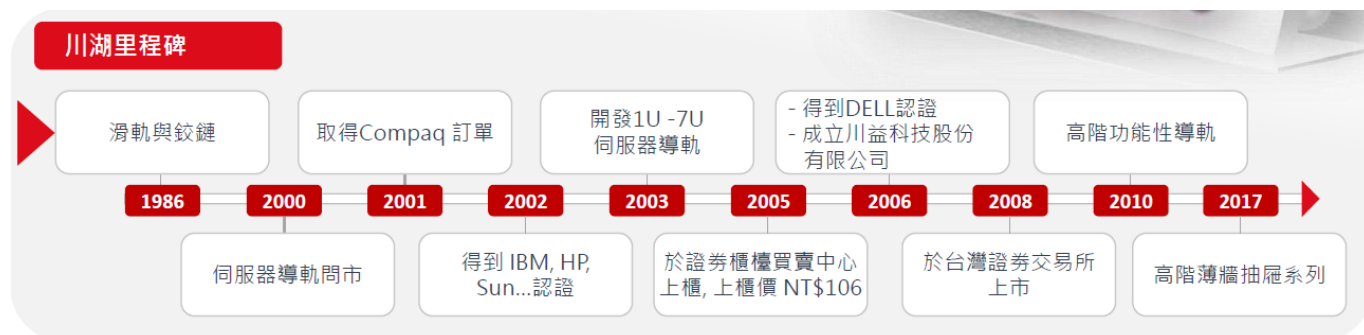 川湖里程碑
滑軌與鉸鏈
取得Compaq 訂單
開發1U -7U
伺服器導軌
- 得到DELL認證
- 成立川益科技股份
有限公司
高階功能性導軌
1986
2000
2001
2002
2003
2005
2006
2008
2010
2017
伺服器導軌問市
得到 IBM, HP,
Sun...認證
於證券櫃檯買賣中心
上櫃, 上櫃價 NT$106
於台灣證券交易所
上市
高階薄牆抽屜系列